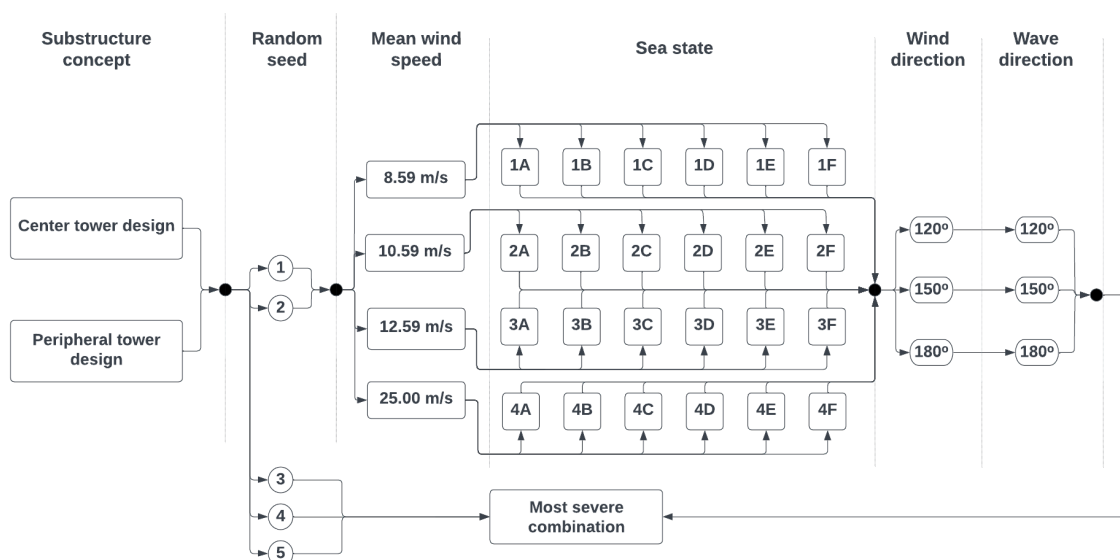 Substructure
concept
Random
seed
Mean wind
speed
Sea state
Wind
direction
Wave
direction
Center tower design
Peripheral tower
design
1
2
8.59 m/s
10.59 m/s
12.59 m/s
25.00 m/s
1A 1B 1C 1D 1E 1F
2A 2B 2C 2D 2E 2F
3A 3B 3C 3D 3E 3F
4A 4B 4C 4D 4E 4F
120º 120º
150º 150º
180º 180º
3
4
5
Most severe
combination